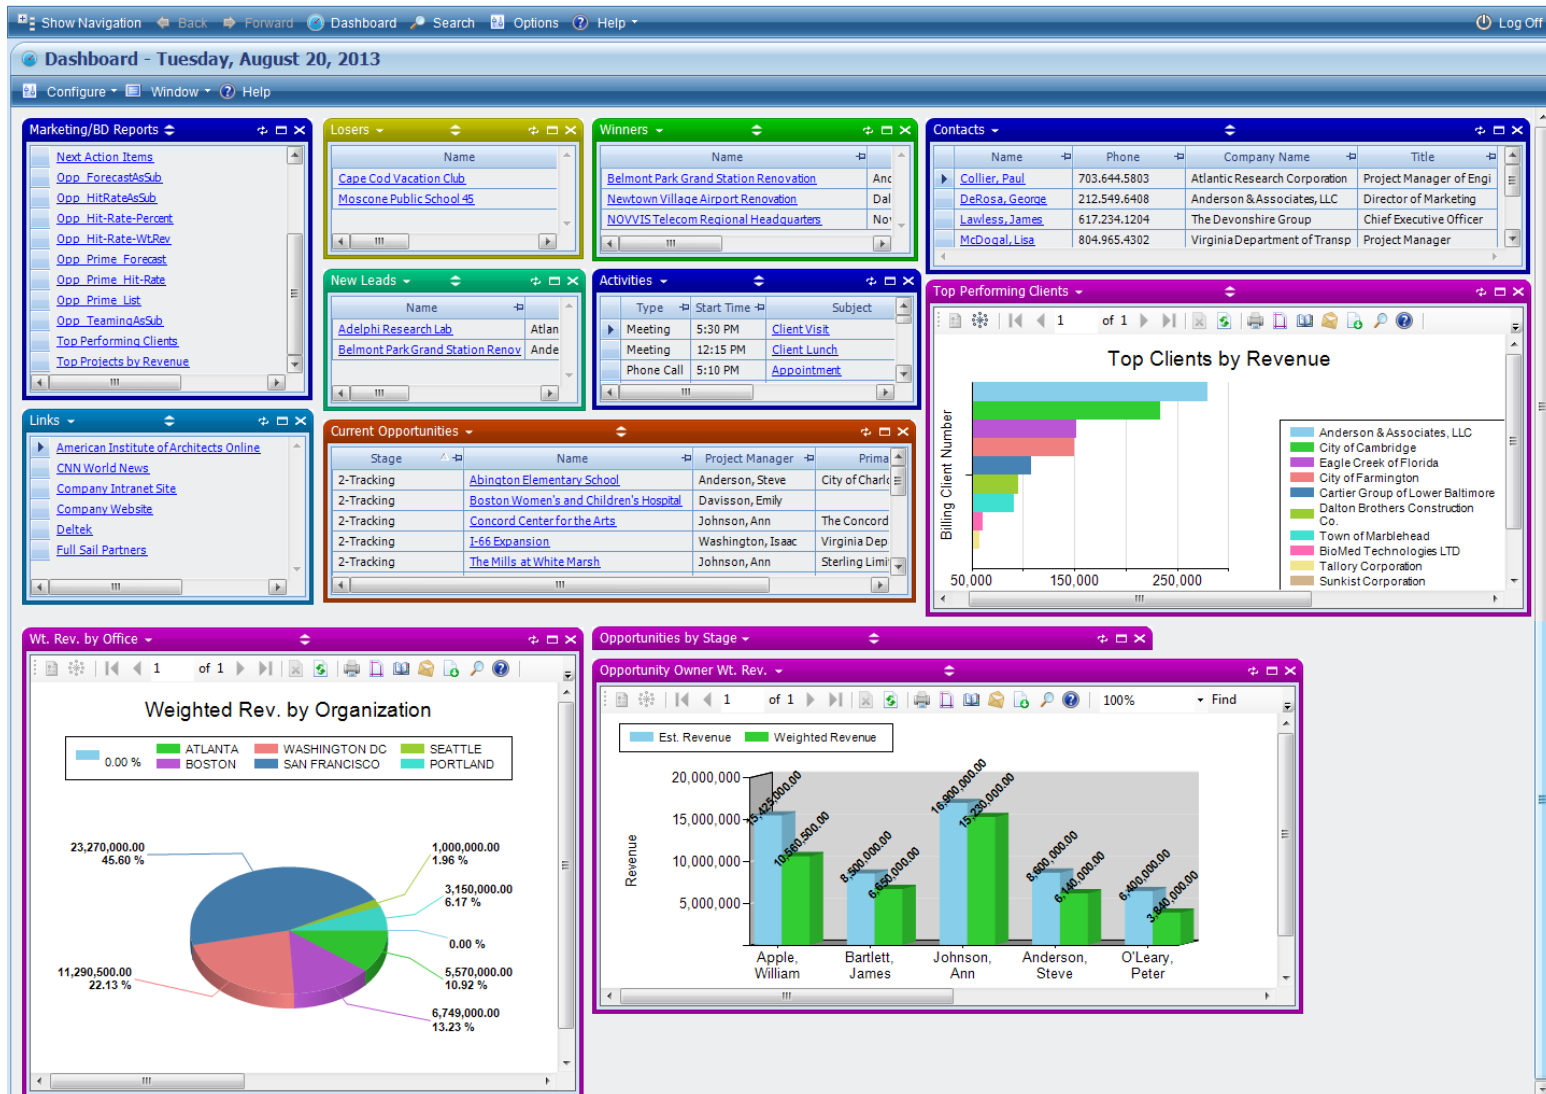 Show Navigation Back Forward Dashboard Search Options Help Log Off
Dashboard - Tuesday, August 20, 2013
Configure Window Help
Marketing/BD Reports
Next Action Items
Opp_ForecastAsSub
Opp_HitRateAsSub
Opp_Hit-Rate-Percent
Opp_Hit-Rate-WtRev
Opp_Prime_Forecast
Opp_Prime_Hit-Rate
Opp_Prime_List
Opp_TeamingAsSub
Top Performing Clients
Top Projects by Revenue
Losers
Name
Cape Cod Vacation Club
Moscone Public School 45
Winners
Name
Belmont Park Grand Station Renovation And
Newtown Village Airport Renovation Dal
NOVVIS Telecom Regional Headquarters Nov
Contacts
Name Phone Company Name Title
Collier, Paul 703.644.5803 Atlantic Research Corporation Project Manager of Engi
DeRosa, George 212.549.6408 Anderson & Associates, LLC Director of Marketing
Lawless, James 617.234.1204 The Devonshire Group Chief Executive Officer
McDogal, Lisa 804.965.4302 Virginia Department of Transp Project Manager
New Leads
Name
Adelphi Research Lab Atlan
Belmont Park Grand Station Renov Ande
Activities
Type Start Time Subject
Meeting 5:30 PM Client Visit
Meeting 12:15 PM Client Lunch
Phone Call 5:10 PM Appointment
Top Performing Clients
1 of 1
Top Clients by Revenue
Billing Client Number
50,000 150,000 250,000
Anderson & Associates, LLC
City of Cambridge
Eagle Creek of Florida
City of Farmington
Cartier Group of Lower Baltimore
Dalton Brothers Construction
Co.
Town of Marblehead
BioMed Technologies LTD
Tallory Corporation
Sunkist Corporation
Links
American Institute of Architects Online
CNN World News
Company Intranet Site
Company Website
Deltek
Full Sail Partners
Current Opportunities
Stage Name Project Manager Prima
2-Tracking Abington Elementary School Anderson, Steve City of Charlo
2-Tracking Boston Women's and Children's Hospital Davisson, Emily
2-Tracking Concord Center for the Arts Johnson, Ann The Concord
2-Tracking I-66 Expansion Washington, Isaac Virginia Dep
2-Tracking The Mills at White Marsh Johnson, Ann Sterling Limi
Wt. Rev. by Office
1 of 1
Weighted Rev. by Organization
0.00 % ATLANTA WASHINGTON DC SEATTLE
BOSTON SAN FRANCISCO PORTLAND
23,270,000.00
45.60 %
1,000,000.00
1.96 %
3,150,000.00
6.17 %
0.00 %
11,290,500.00
22.13 %
5,570,000.00
10.92 %
6,749,000.00
13.23 %
Opportunities by Stage
Opportunity Owner Wt. Rev.
1 of 1 100% Find
Est. Revenue Weighted Revenue
Revenue
20,000,000
15,000,000
10,000,000
5,000,000
15,425,000.00
10,560,500.00
8,500,000.00
6,650,000.00
16,900,000.00
15,230,000.00
8,600,000.00
6,140,000.00
6,400,000.00
3,840,000.00
Apple, Bartlett, Johnson, Anderson, O'Leary,
William James Ann Steve Peter